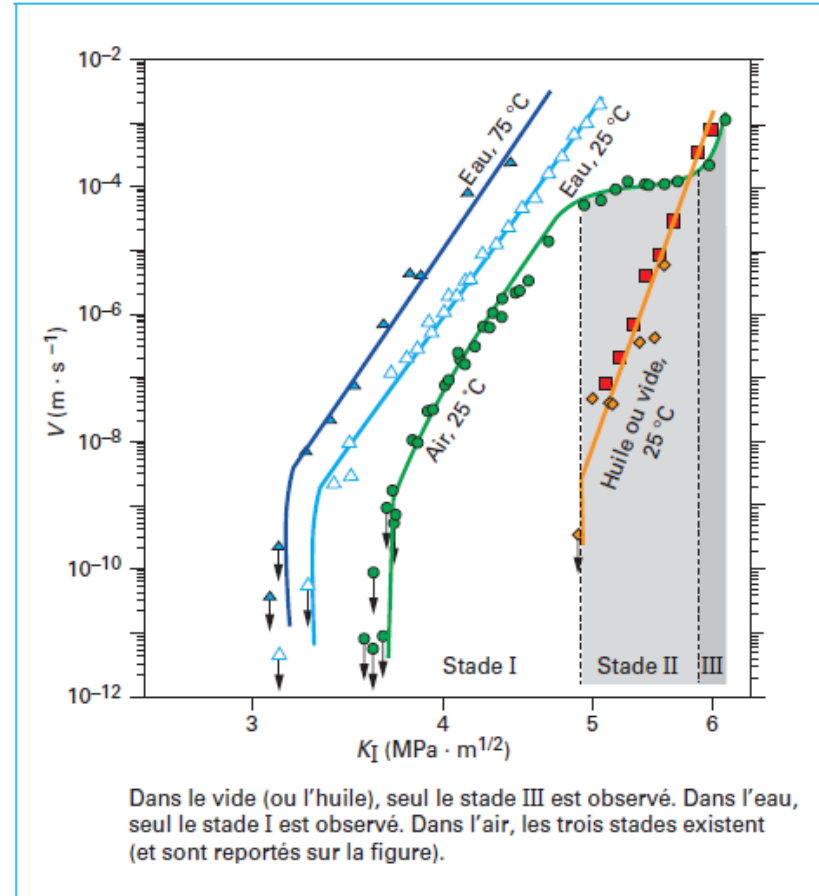 10⁻²
10⁻⁴
10⁻⁶
10⁻⁸
10⁻¹⁰
10⁻¹²
V (m · s⁻¹)
Eau, 75 °C
Eau, 25 °C
Air, 25 °C
Huile ou vide,
25 °C
Stade I
Stade II
III
3
4
5
6
K_I (MPa · m^1/2)
Dans le vide (ou l’huile), seul le stade III est observé. Dans l’eau,
seul le stade I est observé. Dans l’air, les trois stades existent
(et sont reportés sur la figure).